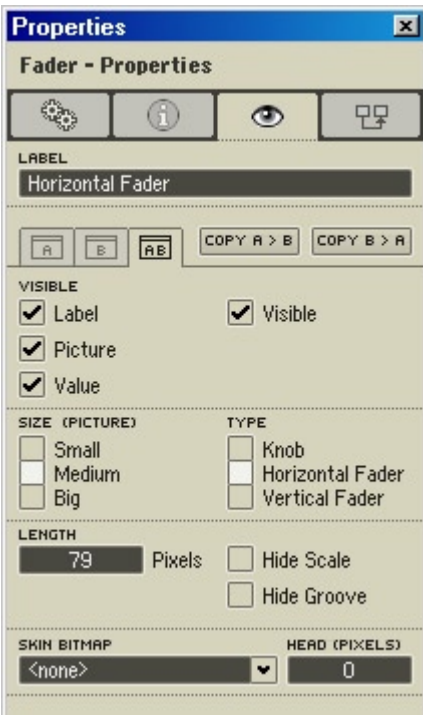 Properties
Fader - Properties
LABEL
Horizontal Fader
A B AB COPY A > B COPY B > A
VISIBLE
Label Visible
Picture
Value
SIZE (PICTURE) TYPE
Small Knob
Medium Horizontal Fader
Big Vertical Fader
LENGTH
79 Pixels Hide Scale
Hide Groove
SKIN BITMAP HEAD (PIXELS)
<none> 0